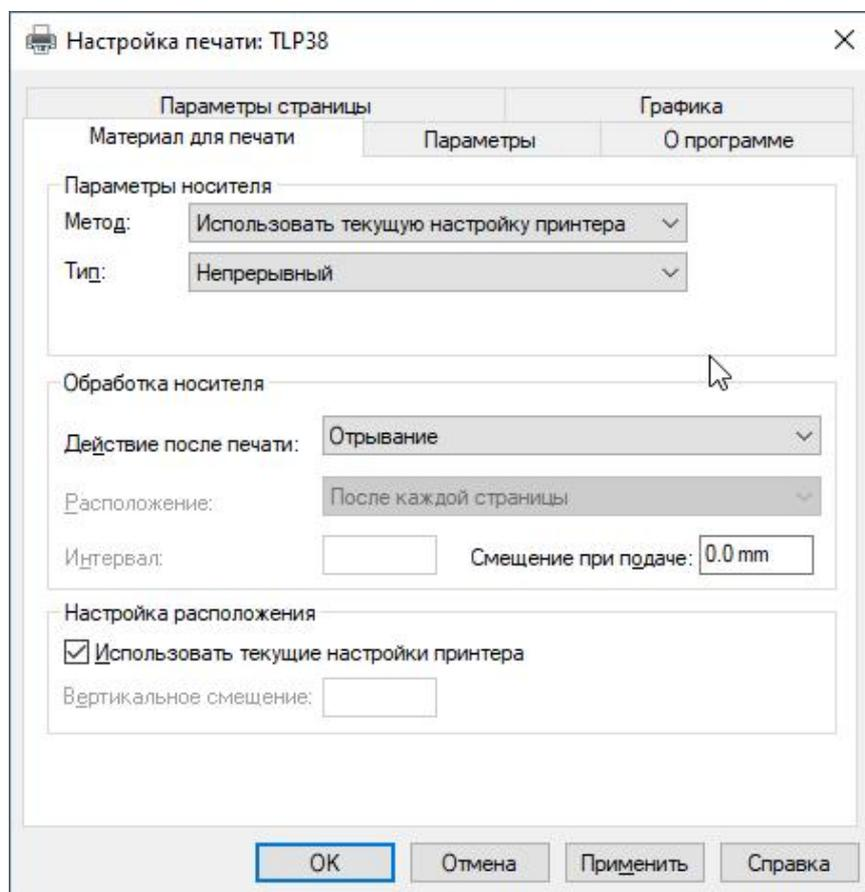 Настройка печати: TLP38
Параметры страницы
Графика
Материал для печати
Параметры
О программе
Параметры носителя
Метод: Использовать текущую настройку принтера
Тип: Непрерывный
Обработка носителя
Действие после печати: Отрывание
Расположение: После каждой страницы
Интервал: Смещение при подаче: 0.0 mm
Настройка расположения
Использовать текущие настройки принтера
Вертикальное смещение:
OK Отмена Применить Справка